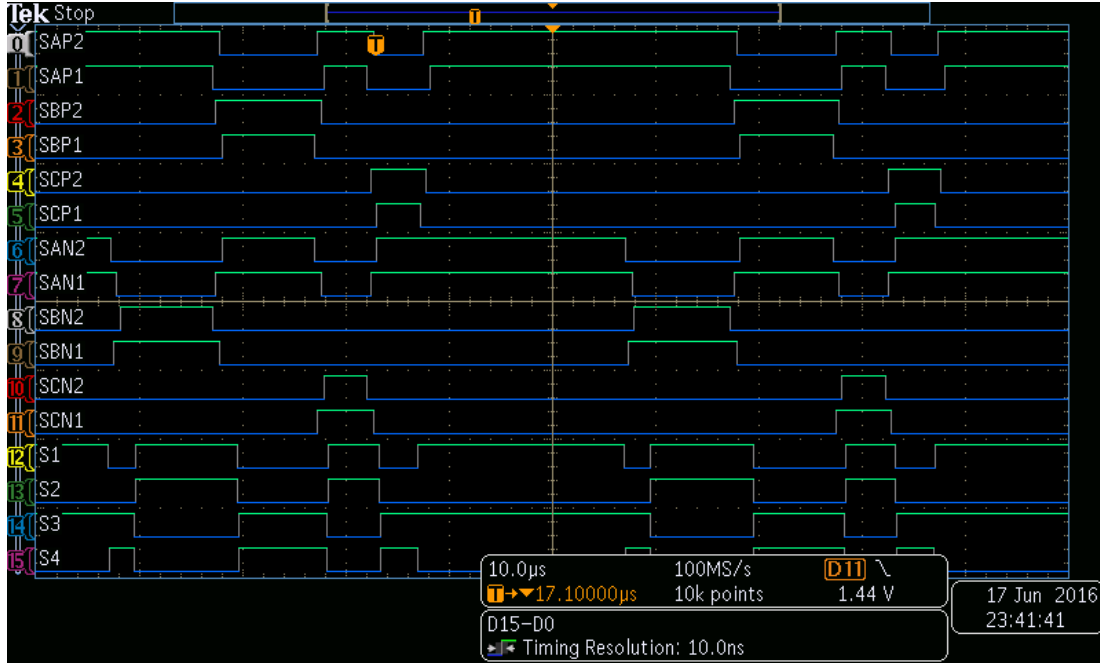 Tek Stop
T
0 SAP2
T
1 SAP1
2 SBP2
3 SBP1
4 SCP2
5 SCP1
6 SAN2
7 SAN1
8 SBN2
9 SBN1
10 SCN2
11 SCN1
12 S1
13 S2
14 S3
15 S4
10.0μs 100MS/s D11
T→▼17.10000μs 10k points 1.44 V
D15-D0
Timing Resolution: 10.0ns
17 Jun 2016
23:41:41